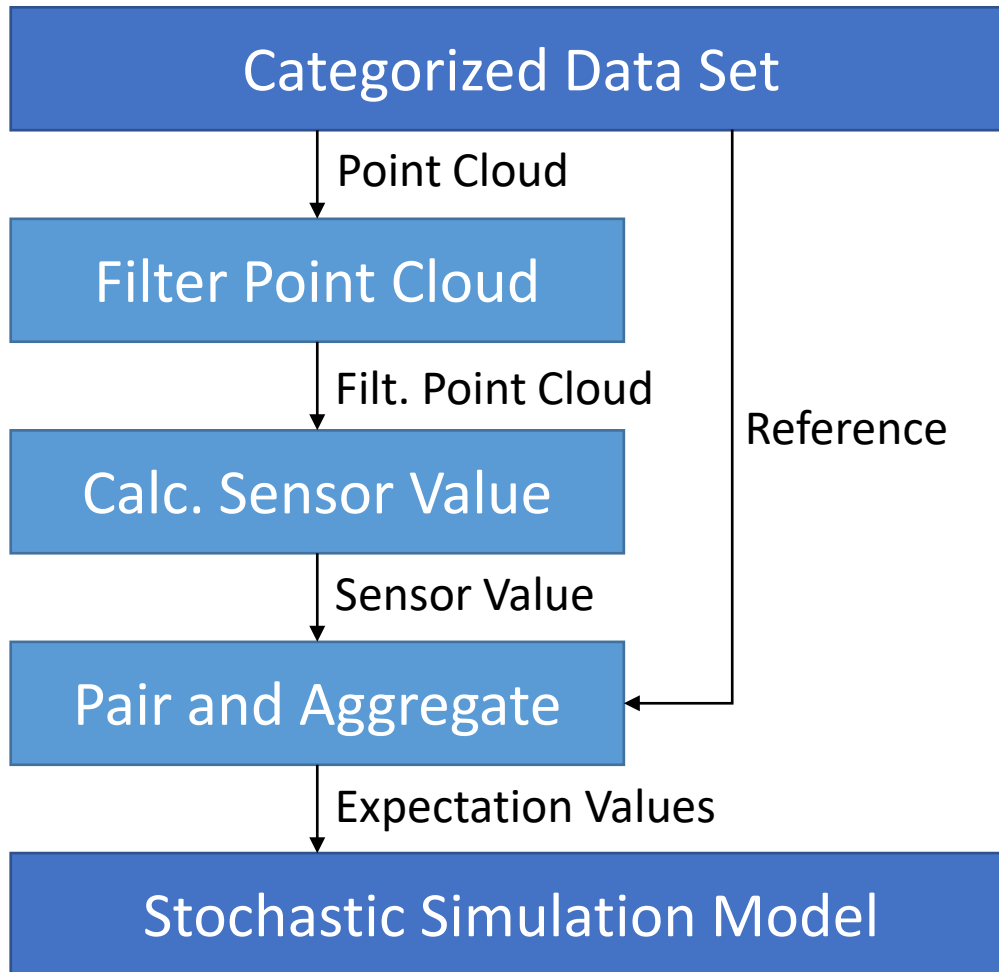 Categorized Data Set
Point Cloud
Filter Point Cloud
Filt. Point Cloud
Reference
Calc. Sensor Value
Sensor Value
Pair and Aggregate
Expectation Values
Stochastic Simulation Model